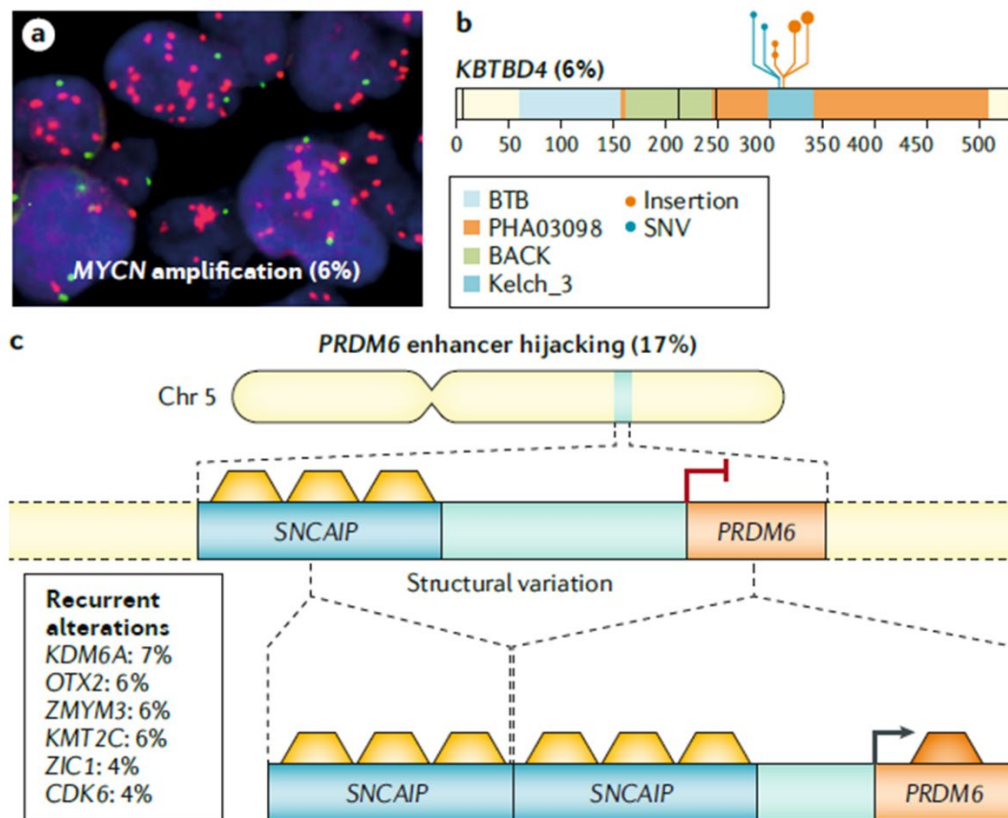 a
MYCN amplification (6%)
b
KBTBD4 (6%)
0 50 100 150 200 250 300 350 400 450 500
BTB
PHA03098
BACK
Kelch_3
Insertion
SNV
c
PRDM6 enhancer hijacking (17%)
Chr 5
SNCAIP
PRDM6
Structural variation
Recurrent
alterations
KDM6A: 7%
OTX2: 6%
ZMYM3: 6%
KMT2C: 6%
ZIC1: 4%
CDK6: 4%
SNCAIP
SNCAIP
PRDM6